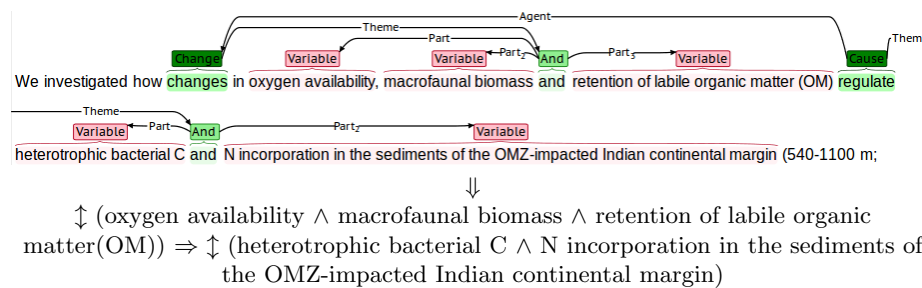 Agent
Theme
Part
Change Variable Variable Part2 And Part3 Variable Cause Them
We investigated how changes in oxygen availability, macrofaunal biomass and retention of labile organic matter (OM) regulate
Theme
Variable Part And Part2 Variable
heterotrophic bacterial C and N incorporation in the sediments of the OMZ-impacted Indian continental margin (540-1100 m;
⇓
↕ (oxygen availability ∧ macrofaunal biomass ∧ retention of labile organic
matter(OM)) ⇒ ↕ (heterotrophic bacterial C ∧ N incorporation in the sediments of
the OMZ-impacted Indian continental margin)